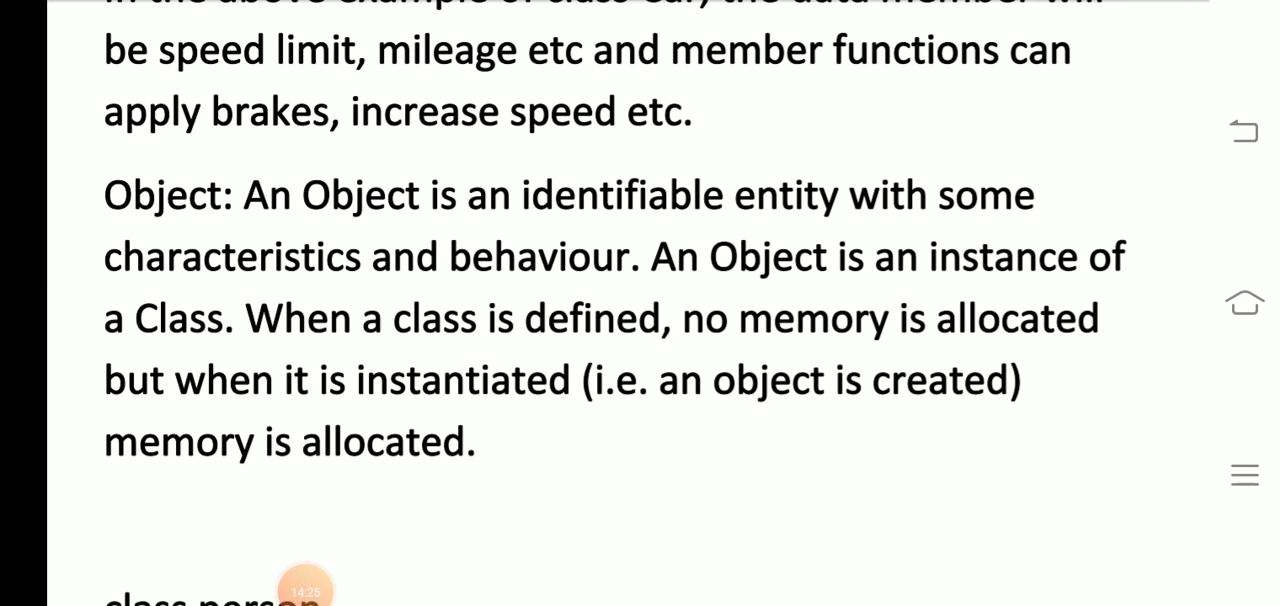 be speed limit, mileage etc and member functions can
apply brakes, increase speed etc.
Object: An Object is an identifiable entity with some
characteristics and behaviour. An Object is an instance of
a Class. When a class is defined, no memory is allocated
but when it is instantiated (i.e. an object is created)
memory is allocated.
class person
14:25